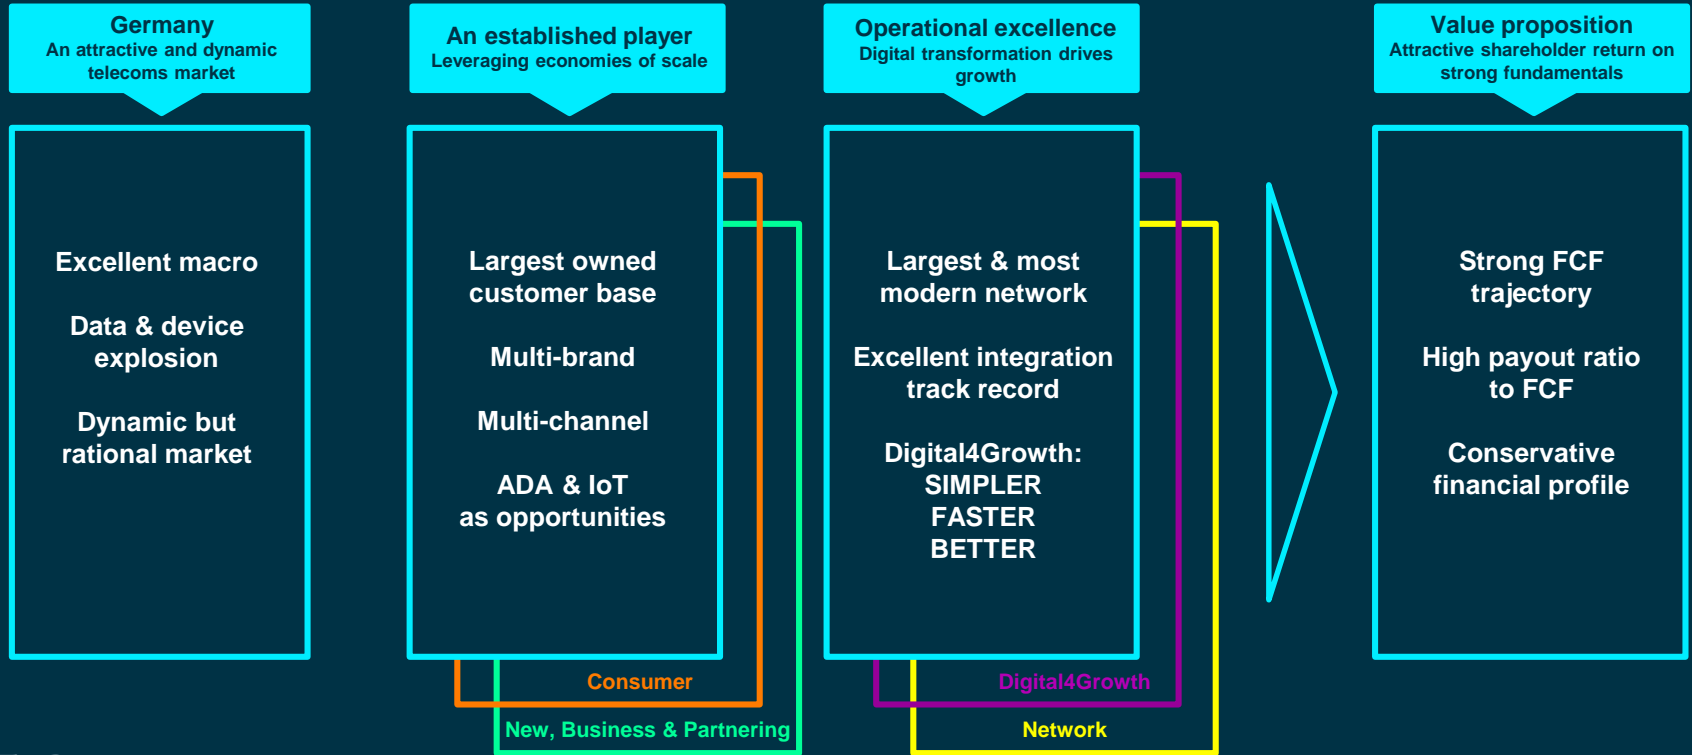 Germany
An attractive and dynamic
telecoms market
Excellent macro
Data & device
explosion
Dynamic but
rational market
An established player
Leveraging economies of scale
Largest owned
customer base
Multi-brand
Multi-channel
ADA & IoT
as opportunities
Consumer
New, Business & Partnering
Operational excellence
Digital transformation drives
growth
Largest & most
modern network
Excellent integration
track record
Digital4Growth:
SIMPLER
FASTER
BETTER
Digital4Growth
Network
Value proposition
Attractive shareholder return on
strong fundamentals
Strong FCF
trajectory
High payout ratio
to FCF
Conservative
financial profile